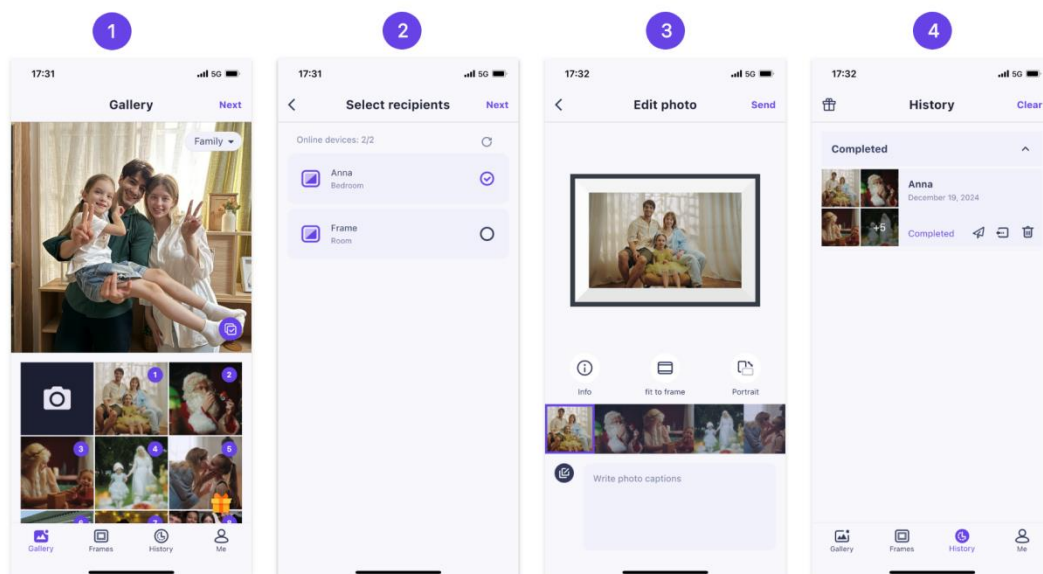 1
2
3
4
17:31
5G
Gallery
Next
Family
1
2
3
4
5
6
7
8
Gallery
Frames
History
Me
17:31
5G
Select recipients
Next
Online devices: 2/2
Anna
Bedroom
Frame
Room
17:32
5G
Edit photo
Send
Info
fit to frame
Portrait
Write photo captions
17:32
5G
History
Clear
Completed
Anna
December 19, 2024
+5
Completed
Gallery
Frames
History
Me